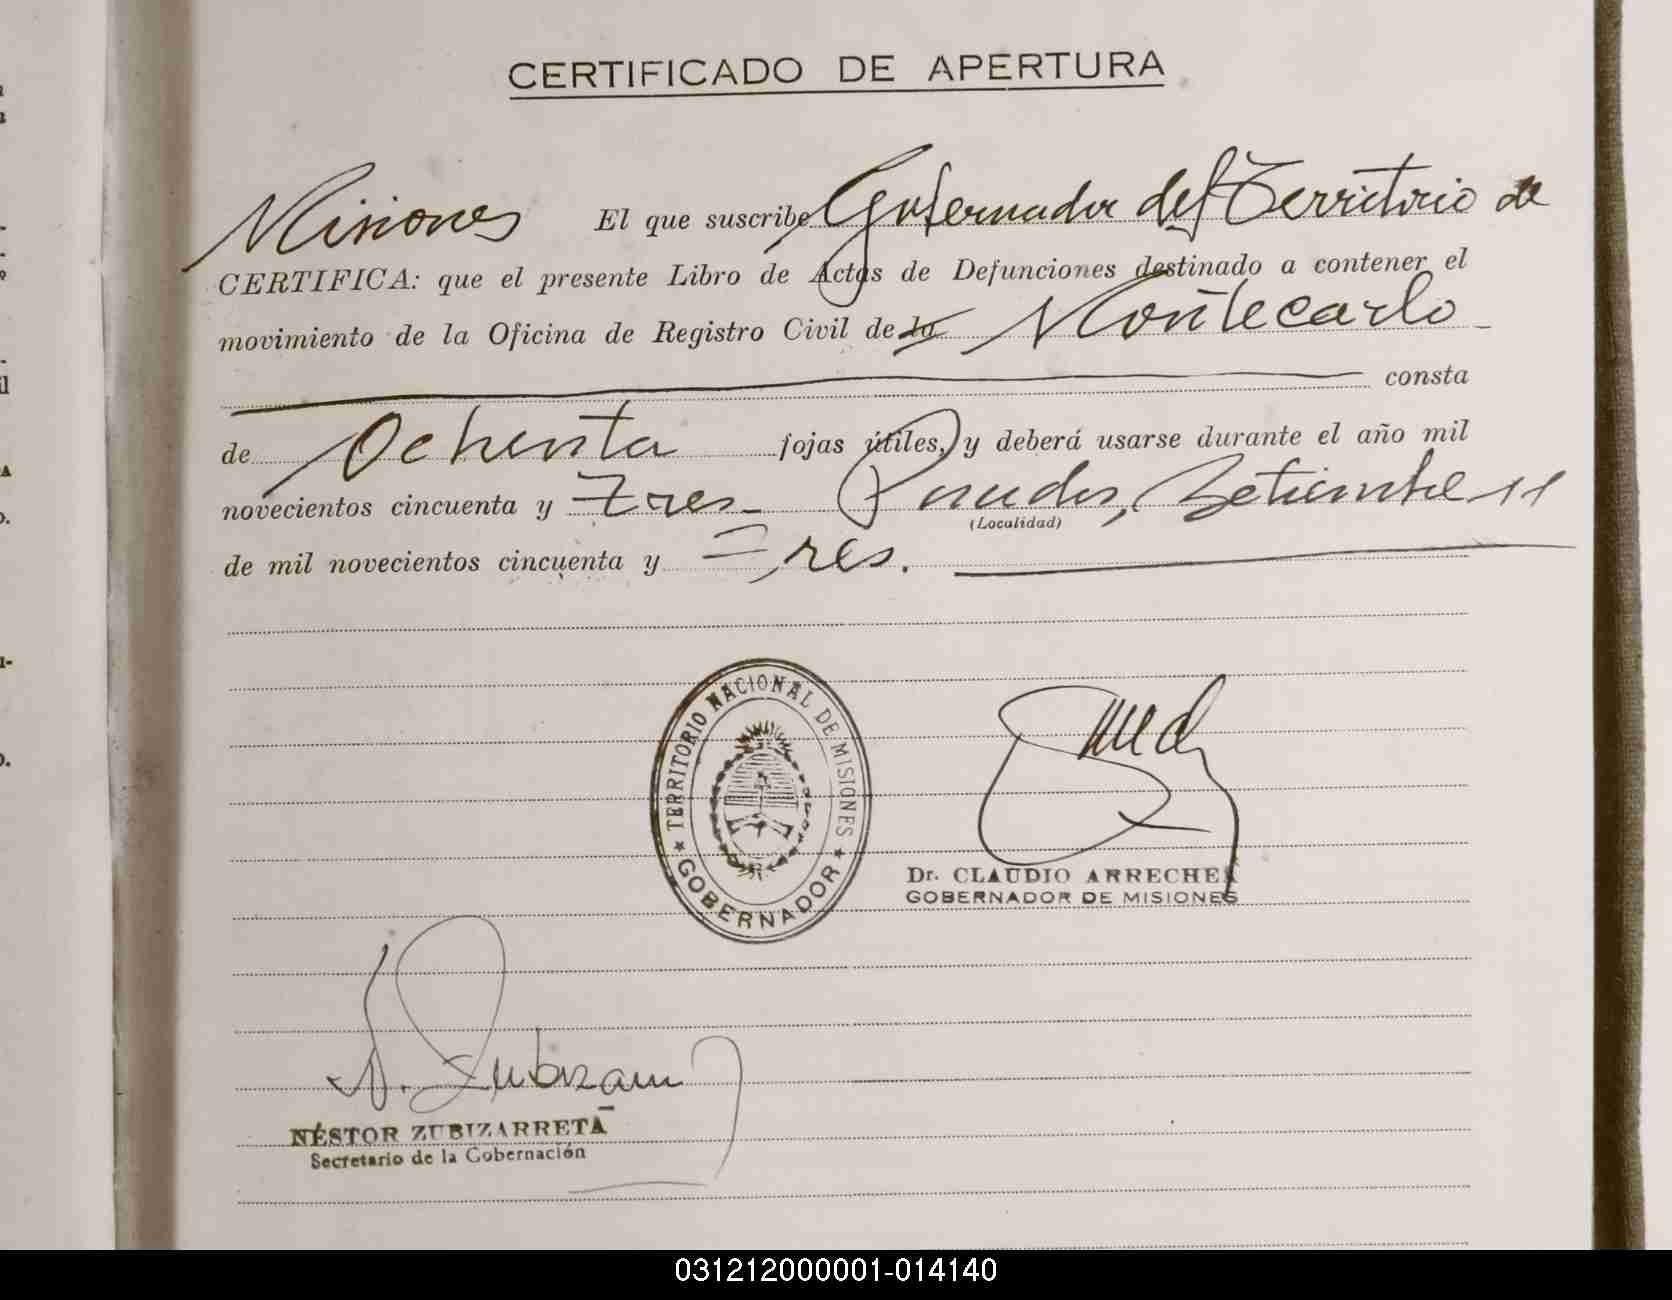 CERTIFICADO DE APERTURA
El que suscribe Gobernador del Territorio de
Misiones
CERTIFICA: que el presente Libro de Actas de Defunciones destinado a contener el
movimiento de la Oficina de Registro Civil de la Montecarlo
consta
de Ochenta fojas útiles, y deberá usarse durante el año mil
novecientos cincuenta y Tres Posadas, Setiembre 11
(Localidad)
de mil novecientos cincuenta y Tres.
TERRITORIO NACIONAL DE MISIONES
GOBERNADOR
Dr. CLAUDIO ARRECHEA
GOBERNADOR DE MISIONES
N. Zubizarreta
NÉSTOR ZUBIZARRETA
Secretario de la Gobernación
031212000001-014140